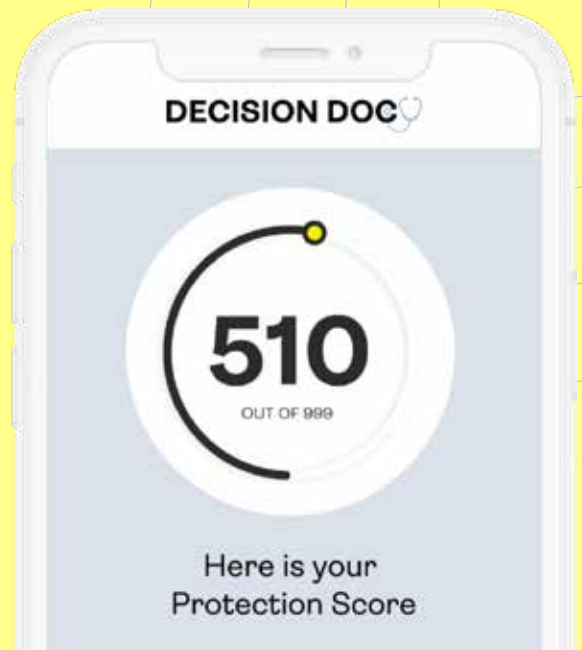 DECISION DOC
510
OUT OF 999
Here is your
Protection Score